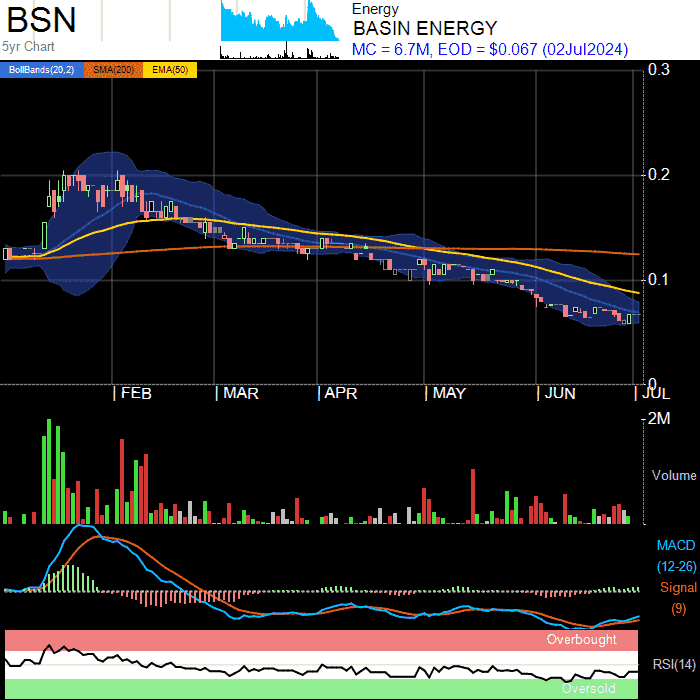 BSN
5yr Chart
Energy
BASIN ENERGY
MC = 6.7M, EOD = $0.067 (02Jul2024)
BollBands(20,2) SMA(200) EMA(50)
0.3
0.2
0.1
0
FEB MAR APR MAY JUN JUL
2M
Volume
MACD
(12-26)
Signal
(9)
Overbought
RSI(14)
Oversold